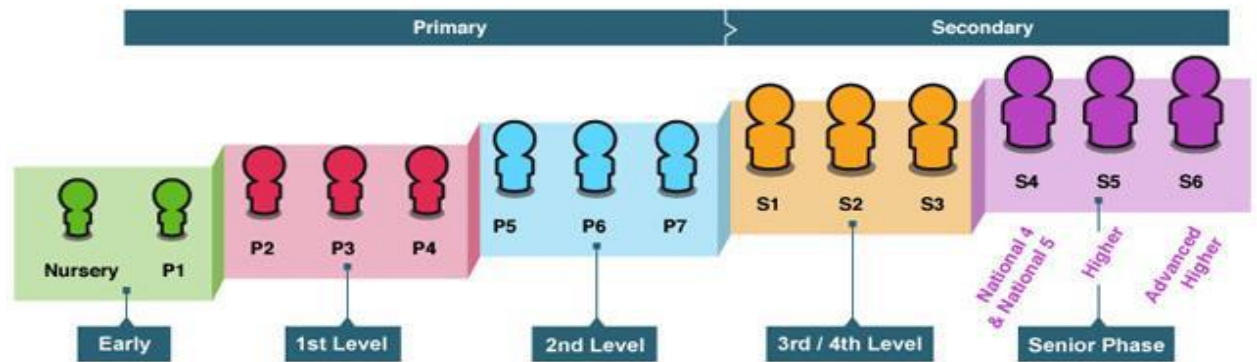 Primary
Secondary
Nursery
P1
P2
P3
P4
P5
P6
P7
S1
S2
S3
S4
S5
S6
National 4
& National 5
Higher
Advanced
Higher
Early
1st Level
2nd Level
3rd / 4th Level
Senior Phase